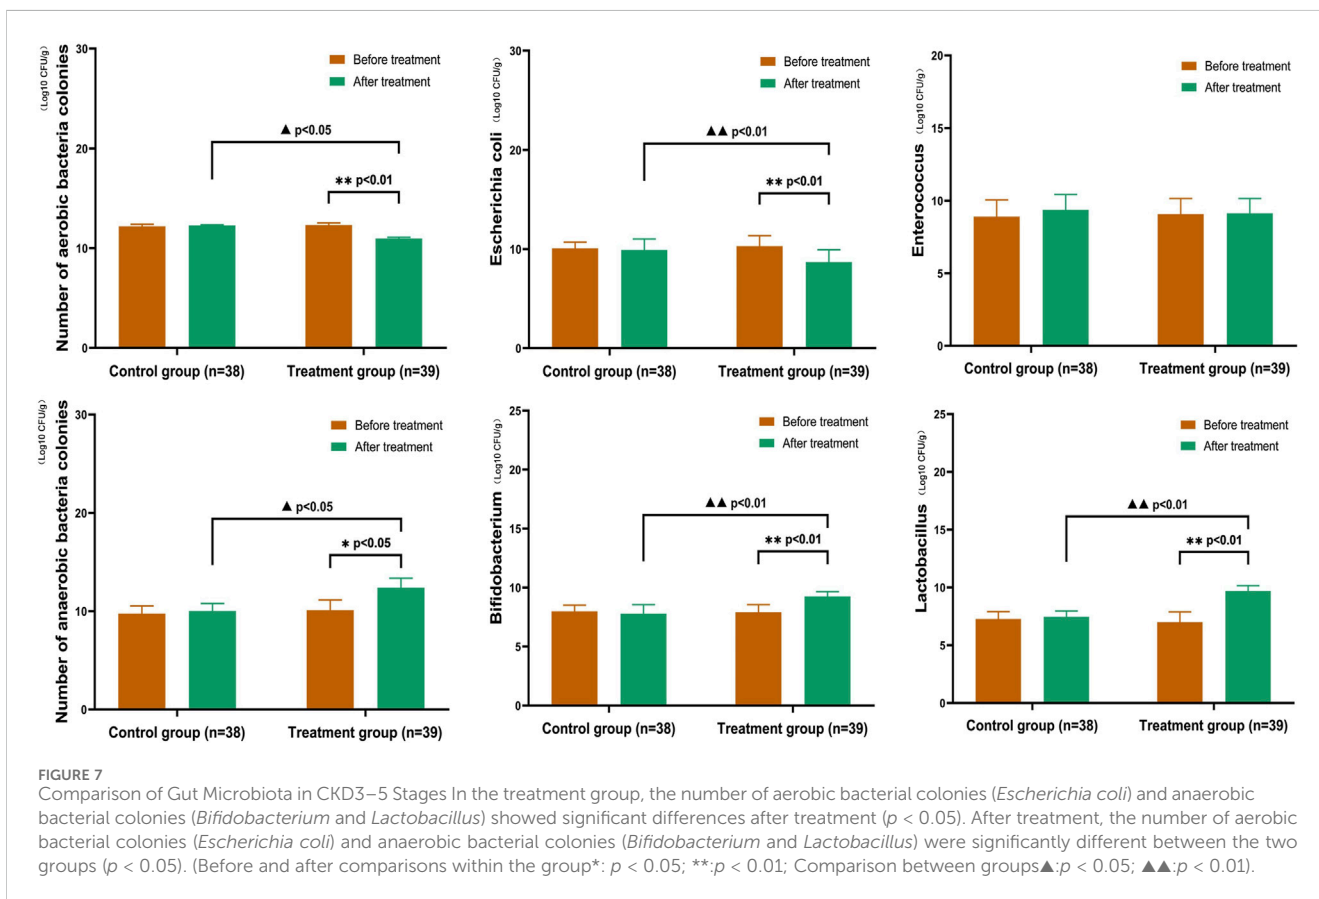 Number of aerobic bacteria colonies (Log10 CFU/g)
30
20
10
0
Before treatment
After treatment
▲ p<0.05
** p<0.01
Control group (n=38)
Treatment group (n=39)
Escherichia coli (Log10 CFU/g)
30
20
10
0
Before treatment
After treatment
▲▲ p<0.01
** p<0.01
Control group (n=38)
Treatment group (n=39)
Enterococcus (Log10 CFU/g)
20
15
10
5
0
Before treatment
After treatment
Control group (n=38)
Treatment group (n=39)
Number of anaerobic bacteria colonies (Log10 CFU/g)
30
20
10
0
Before treatment
After treatment
▲ p<0.05
* p<0.05
Control group (n=38)
Treatment group (n=39)
Bifidobacterium (Log10 CFU/g)
25
20
15
10
5
0
Before treatment
After treatment
▲▲ p<0.01
** p<0.01
Control group (n=38)
Treatment group (n=39)
Lactobacillus (Log10 CFU/g)
25
20
15
10
5
0
Before treatment
After treatment
▲▲ p<0.01
** p<0.01
Control group (n=38)
Treatment group (n=39)
FIGURE 7
Comparison of Gut Microbiota in CKD3–5 Stages In the treatment group, the number of aerobic bacterial colonies (Escherichia coli) and anaerobic
bacterial colonies (Bifidobacterium and Lactobacillus) showed significant differences after treatment (p < 0.05). After treatment, the number of aerobic
bacterial colonies (Escherichia coli) and anaerobic bacterial colonies (Bifidobacterium and Lactobacillus) were significantly different between the two
groups (p < 0.05). (Before and after comparisons within the group*: p < 0.05; **:p < 0.01; Comparison between groups▲:p < 0.05; ▲▲:p < 0.01).